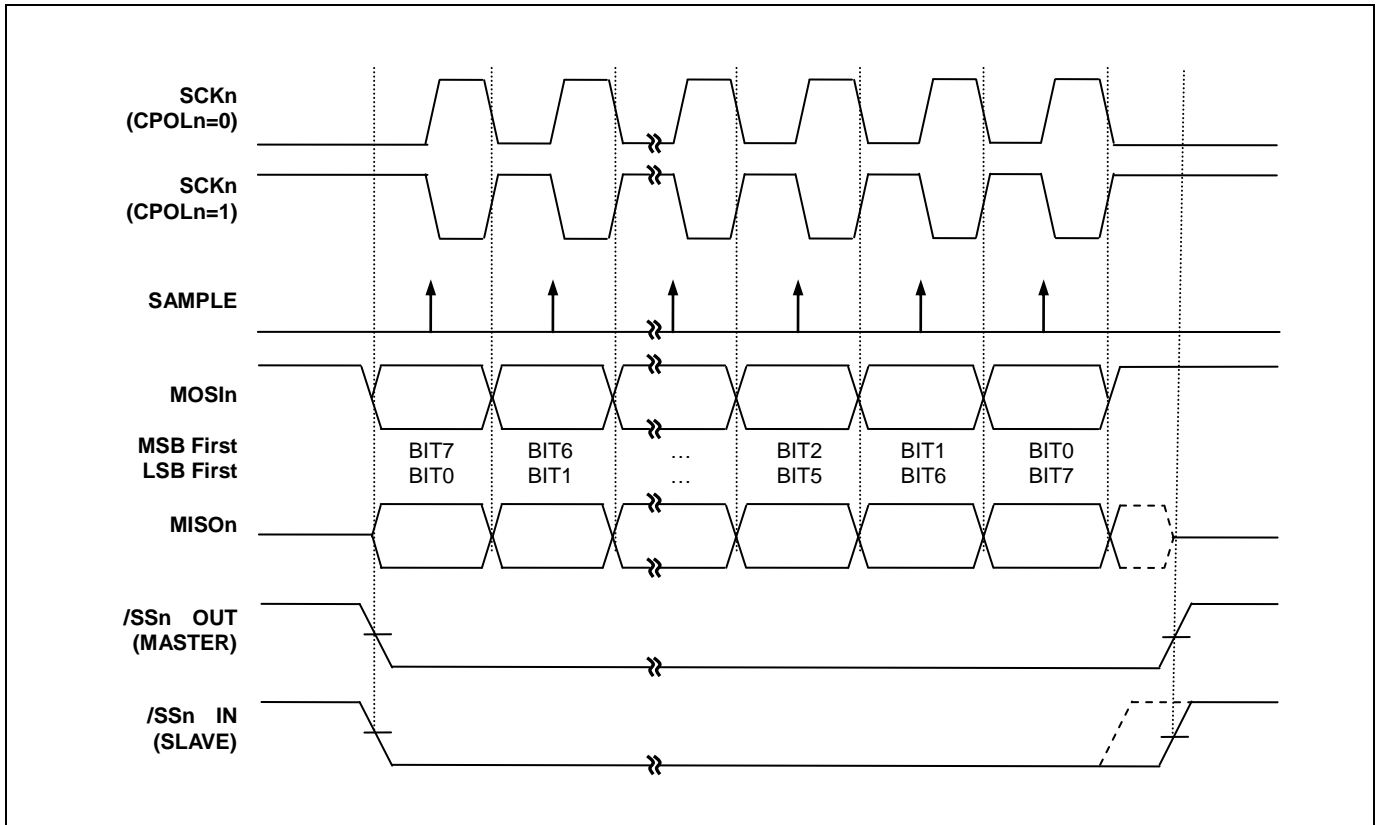 SCKn
(CPOLn=0)
SCKn
(CPOLn=1)
SAMPLE
MOSIn
MSB First BIT7 BIT6 … BIT2 BIT1 BIT0
LSB First BIT0 BIT1 … BIT5 BIT6 BIT7
MISOn
/SSn OUT
(MASTER)
/SSn IN
(SLAVE)